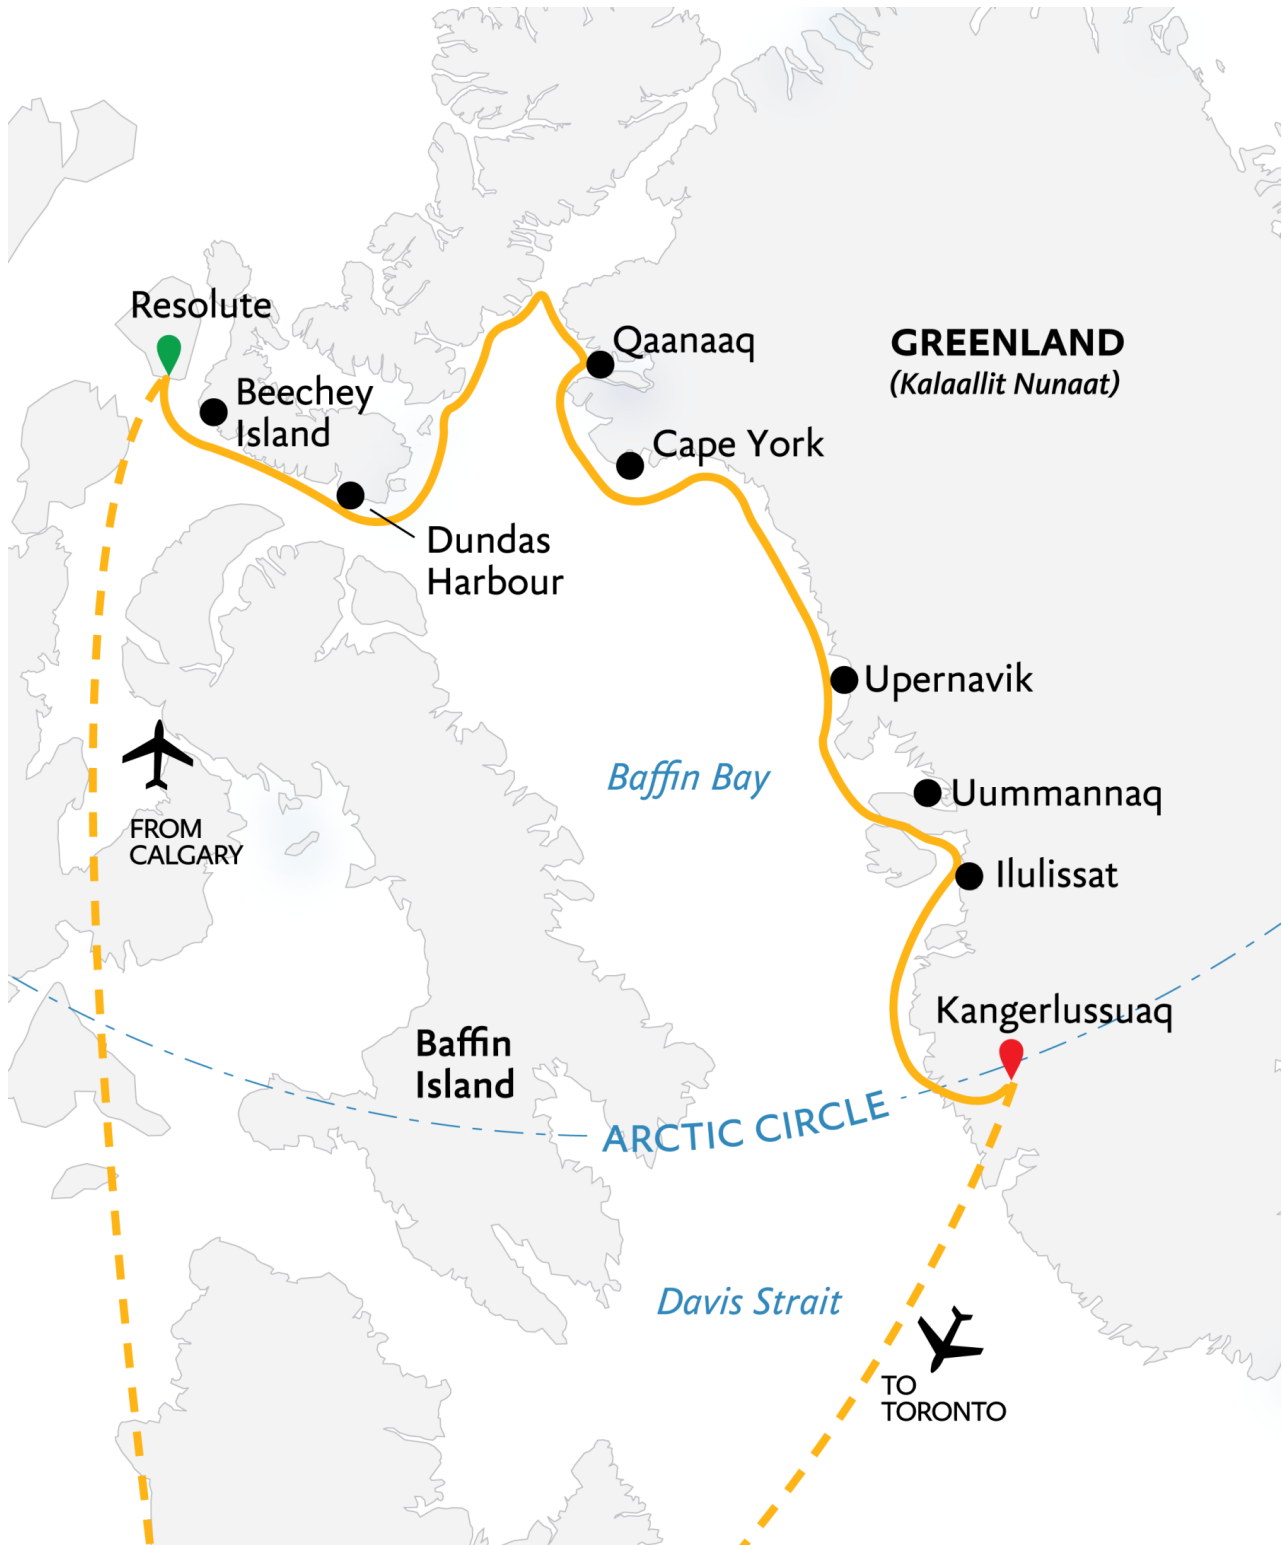 Resolute
Qaanaaq
GREENLAND
(Kalaallit Nunaat)
Beechey
Island
Cape York
Dundas
Harbour
Upernavik
Baffin Bay
Uummannaq
FROM
CALGARY
Ilulissat
Kangerlussuaq
Baffin
Island
ARCTIC CIRCLE
Davis Strait
TO
TORONTO